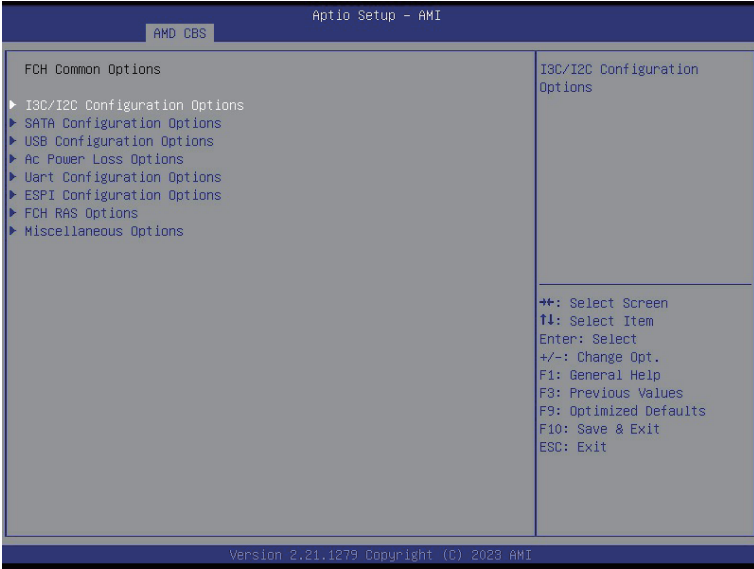 Aptio Setup – AMI
AMD CBS
FCH Common Options
▶ I3C/I2C Configuration Options
▶ SATA Configuration Options
▶ USB Configuration Options
▶ Ac Power Loss Options
▶ Uart Configuration Options
▶ ESPI Configuration Options
▶ FCH RAS Options
▶ Miscellaneous Options
I3C/I2C Configuration
Options
→←: Select Screen
↑↓: Select Item
Enter: Select
+/-: Change Opt.
F1: General Help
F3: Previous Values
F9: Optimized Defaults
F10: Save & Exit
ESC: Exit
Version 2.21.1279 Copyright (C) 2023 AMI